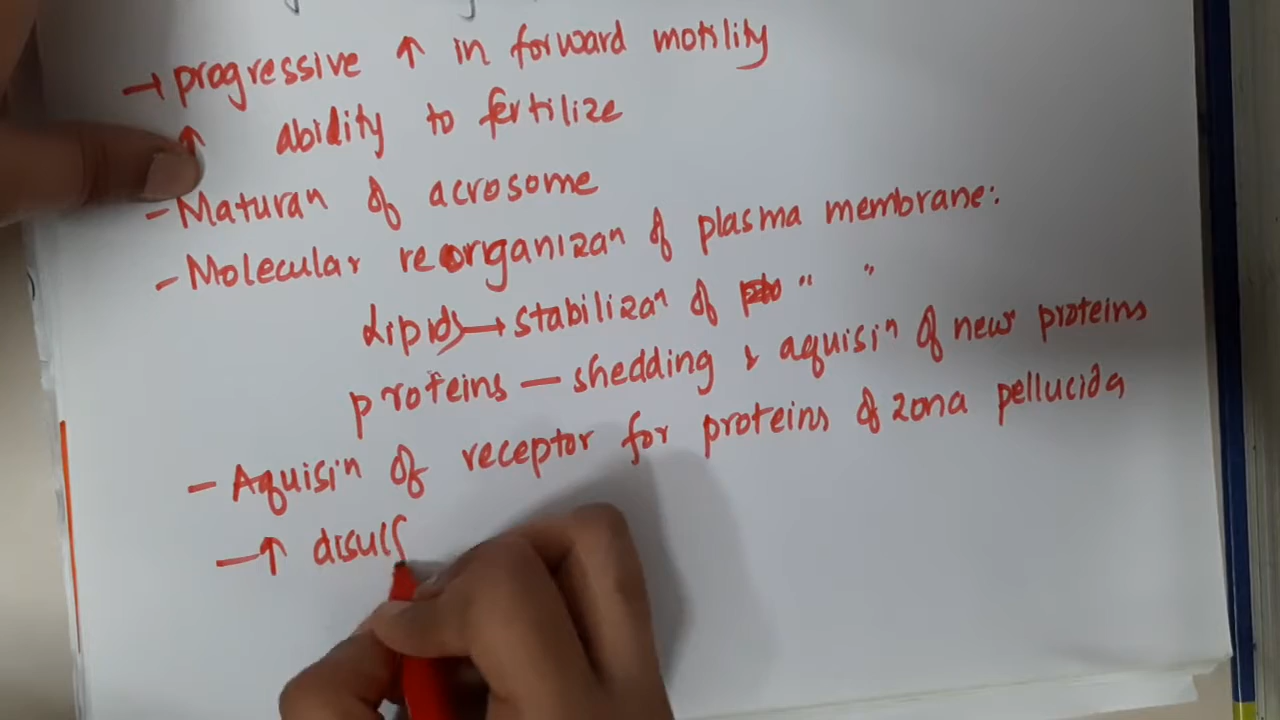 → progressive ↑ in forward motility
↑ ability to fertilize
- Maturaⁿ of acrosome
- Molecular reorganizaⁿ of plasma membrane:
Lipids → stabilizaⁿ of " "
proteins — shedding & aquisiⁿ of new proteins
- Aquisiⁿ of receptor for proteins of zona pellucida
- ↑ disulf